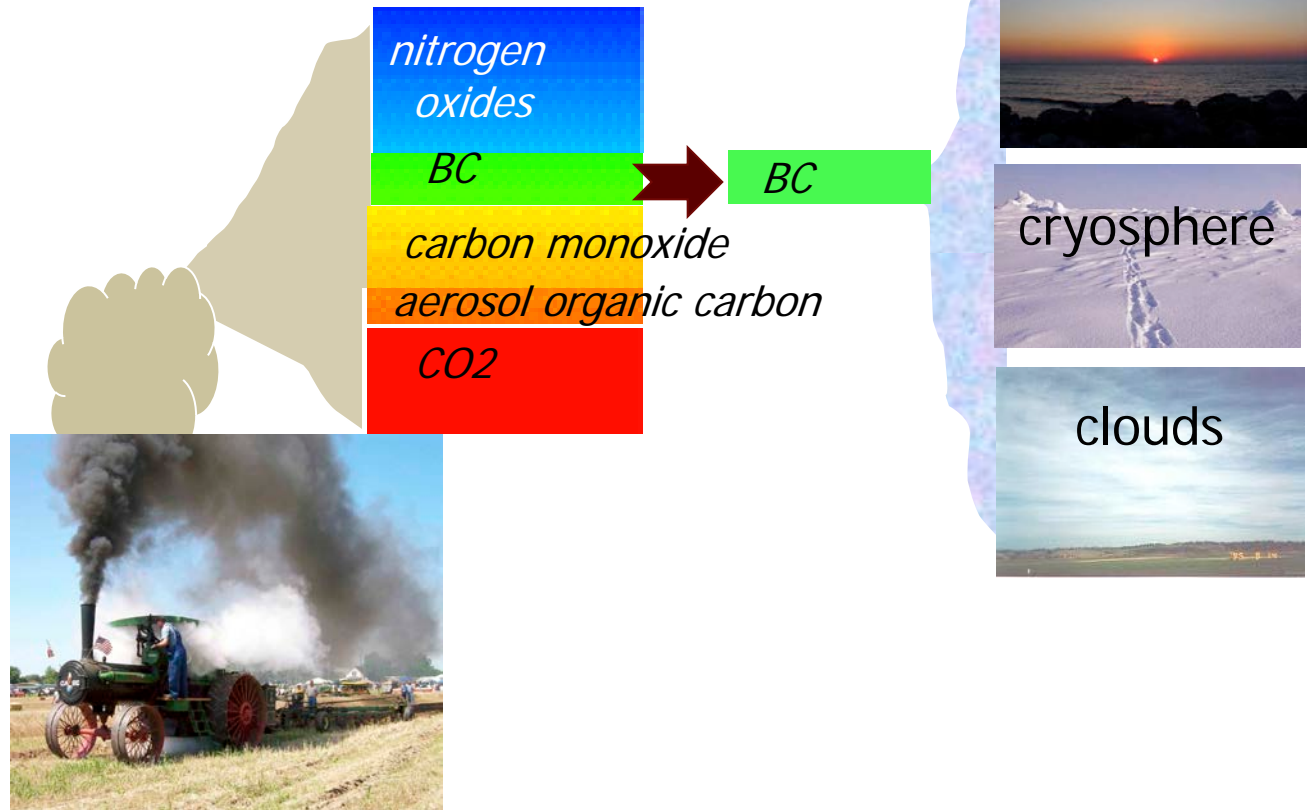 nitrogen
oxides
BC
BC
carbon monoxide
aerosol organic carbon
CO2
cryosphere
clouds